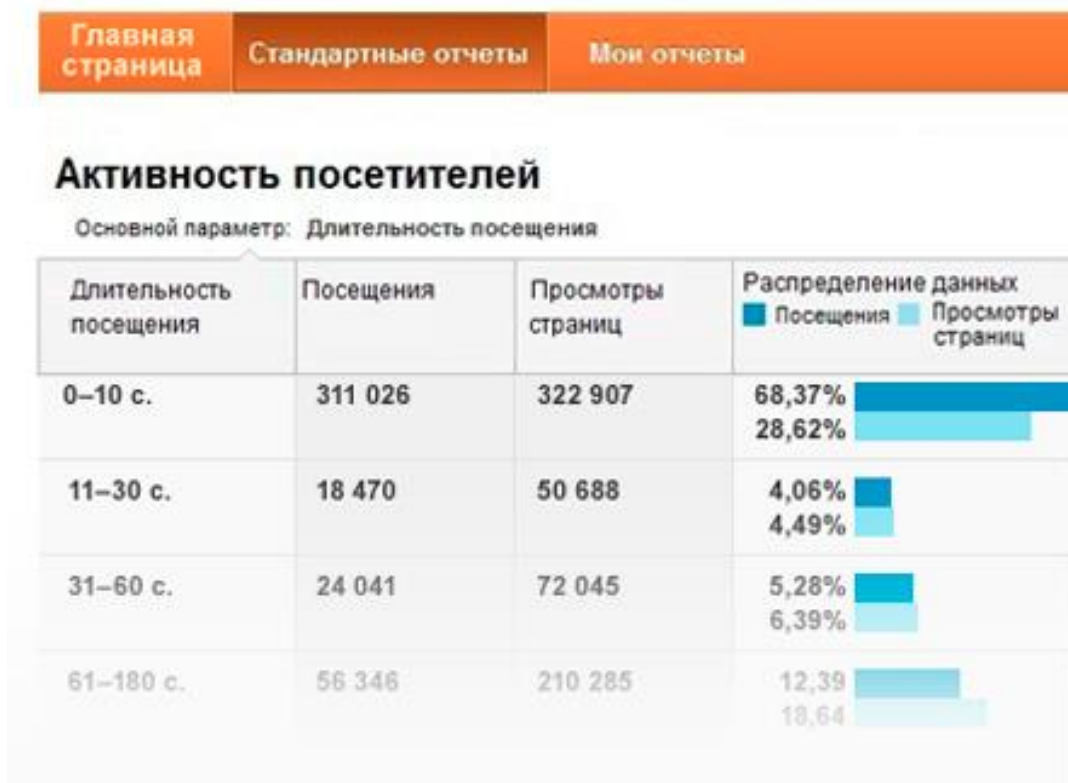 Главная
страница
Стандартные отчеты
Мои отчеты
Активность посетителей
Основной параметр: Длительность посещения
Длительность
посещения
Посещения
Просмотры
страниц
Распределение данных
Посещения
Просмотры
страниц
0–10 с. 311 026 322 907 68,37%
28,62%
11–30 с. 18 470 50 688 4,06%
4,49%
31–60 с. 24 041 72 045 5,28%
6,39%
61–180 с. 56 346 210 285 12,39
18,64